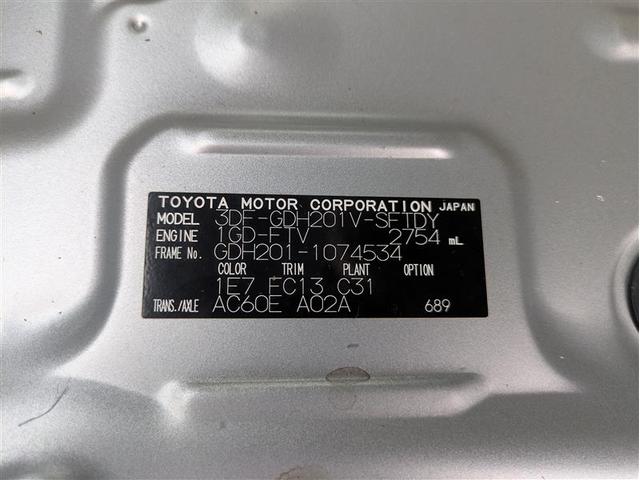 TOYOTA MOTOR CORPORATION JAPAN
MODEL 3DF-GDH201V-SFTDY
ENGINE 1GD-FTV 2754 mL
FRAME No. GDH201-1074534
COLOR TRIM PLANT OPTION
1E7 FC13 C31
TRANS./AXLE AC60E A02A 689